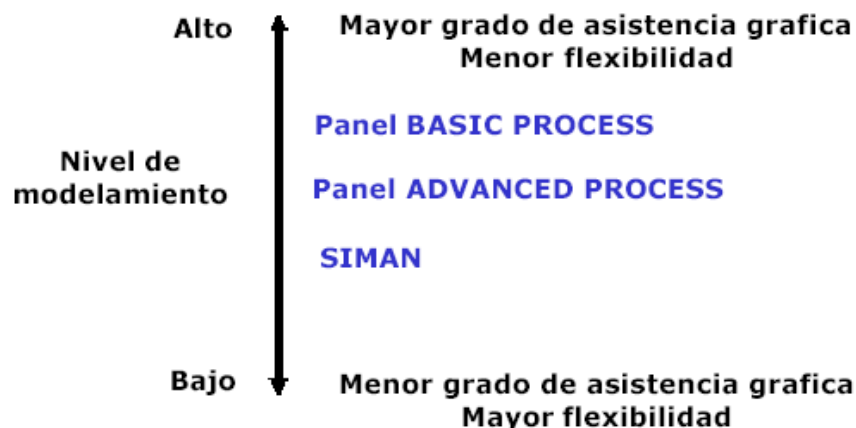 Alto
Mayor grado de asistencia grafica
Menor flexibilidad
Panel BASIC PROCESS
Nivel de
modelamiento
Panel ADVANCED PROCESS
SIMAN
Bajo
Menor grado de asistencia grafica
Mayor flexibilidad